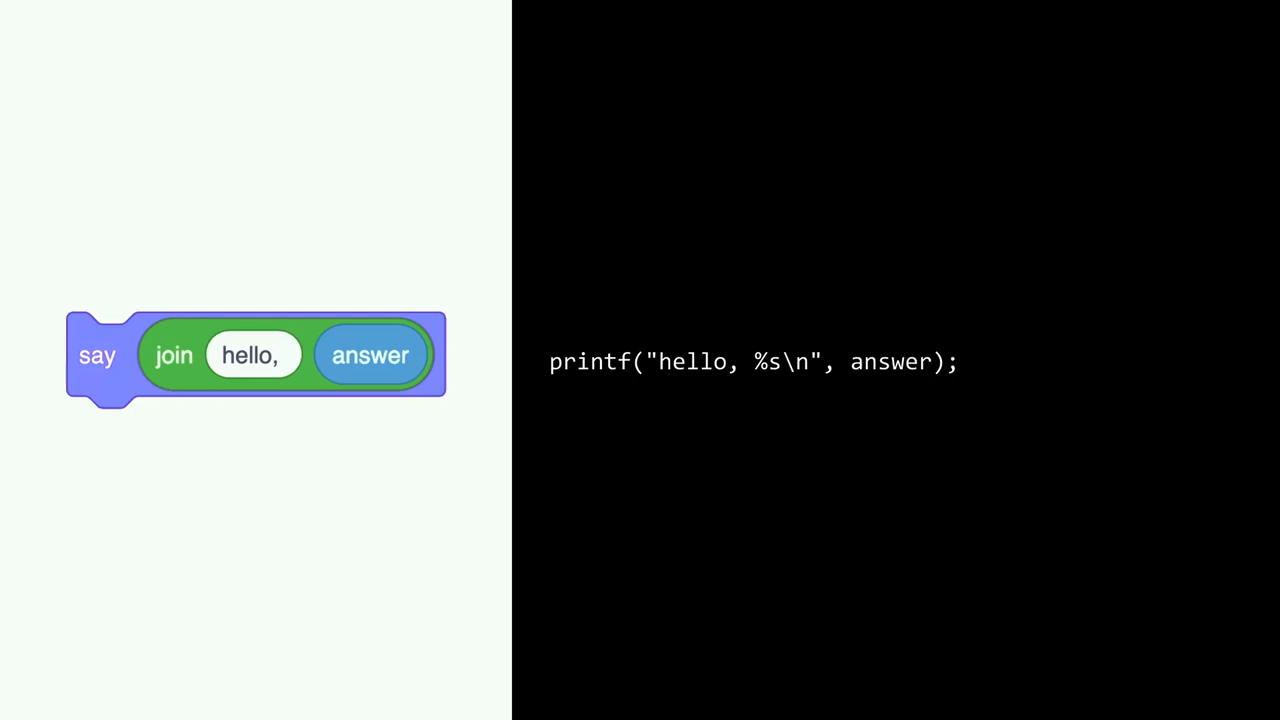 say join hello, answer
printf("hello, %s\n", answer);